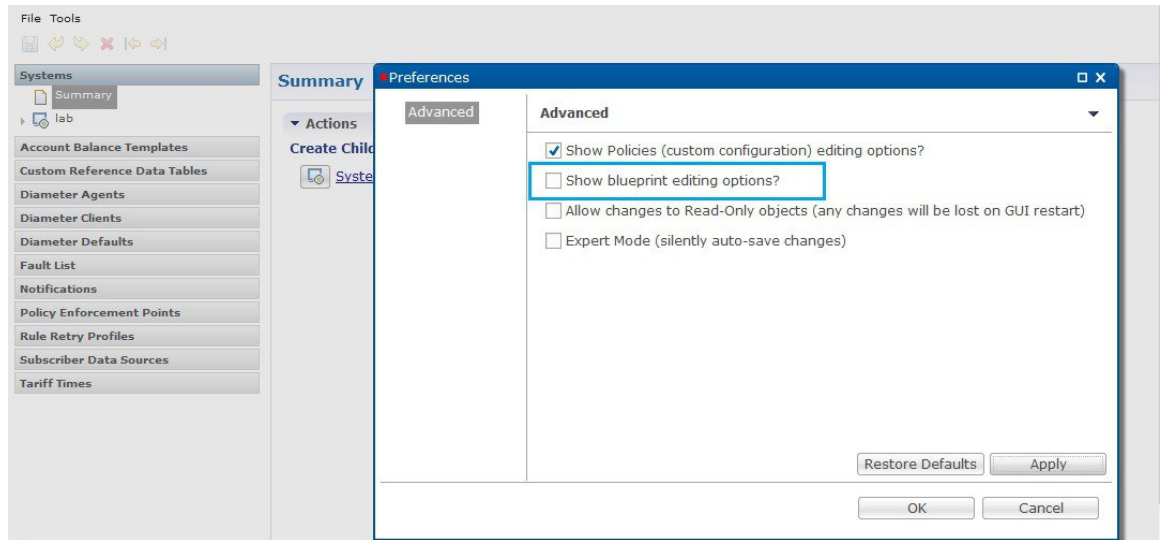 File Tools
Systems
Summary
lab
Account Balance Templates
Custom Reference Data Tables
Diameter Agents
Diameter Clients
Diameter Defaults
Fault List
Notifications
Policy Enforcement Points
Rule Retry Profiles
Subscriber Data Sources
Tariff Times
Summary
Actions
Create Child
Syste
Preferences
Advanced
Advanced
Show Policies (custom configuration) editing options?
Show blueprint editing options?
Allow changes to Read-Only objects (any changes will be lost on GUI restart)
Expert Mode (silently auto-save changes)
Restore Defaults Apply
OK Cancel